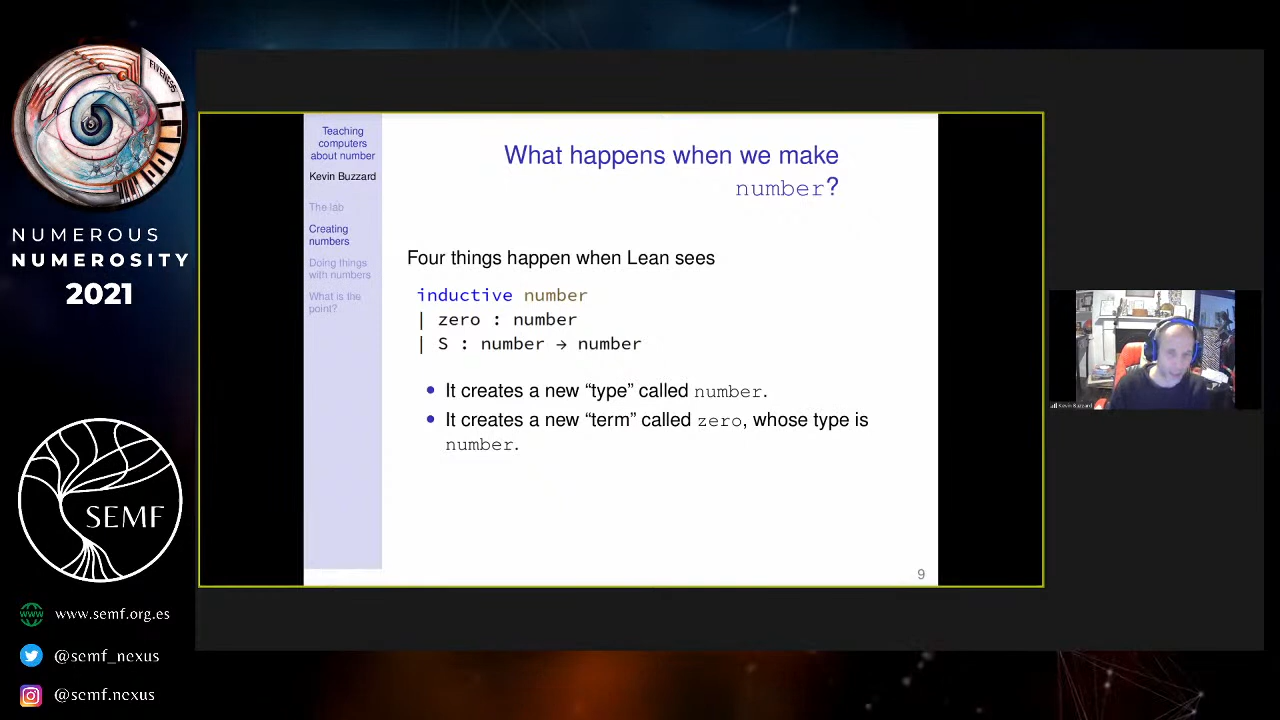 FIVENESS
NUMEROUS
NUMEROSITY
2021
SEMF
www.semf.org.es
@semf_nexus
@semf.nexus
Teaching
computers
about number
Kevin Buzzard
The lab
Creating
numbers
Doing things
with numbers
What is the
point?
What happens when we make
number?
Four things happen when Lean sees
inductive number
| zero : number
| S : number → number
• It creates a new “type” called number.
• It creates a new “term” called zero, whose type is
number.
9
Kevin Buzzard